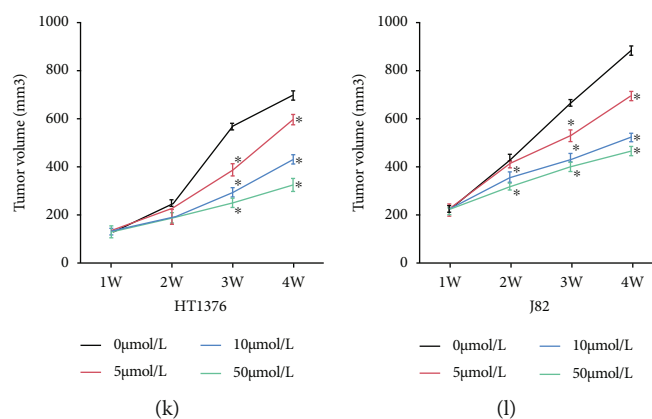 1000
800
600
400
200
0
Tumor volume (mm3)
*
*
*
*
*
*
1W 2W 3W 4W
HT1376
0μmol/L 10μmol/L
5μmol/L 50μmol/L
(k)
1000
800
600
400
200
0
Tumor volume (mm3)
*
*
*
*
*
*
*
*
1W 2W 3W 4W
J82
0μmol/L 10μmol/L
5μmol/L 50μmol/L
(l)